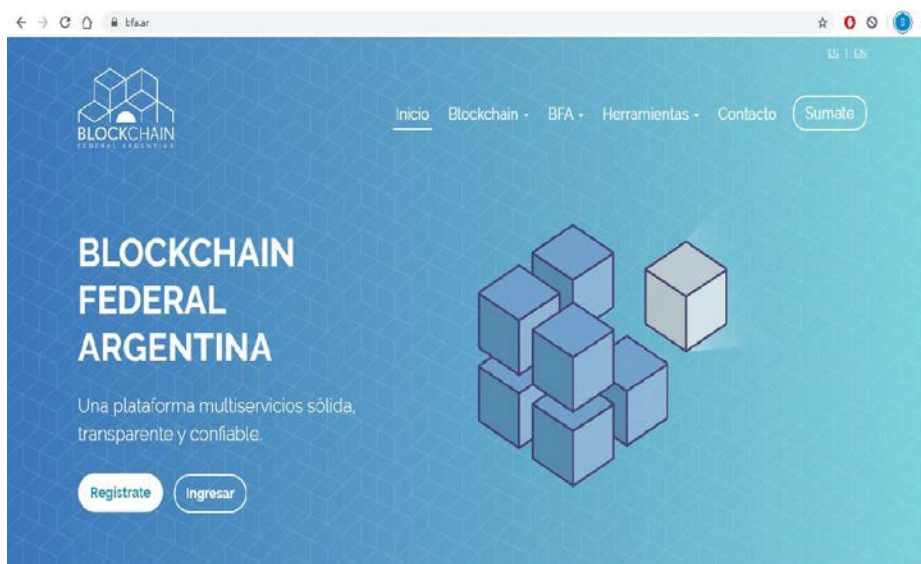 bfa.ar
ES | EN
BLOCKCHAIN
FEDERAL ARGENTINA
Inicio Blockchain BFA Herramientas Contacto Sumate
BLOCKCHAIN
FEDERAL
ARGENTINA
Una plataforma multiservicios sólida,
transparente y confiable.
Registrate Ingresar